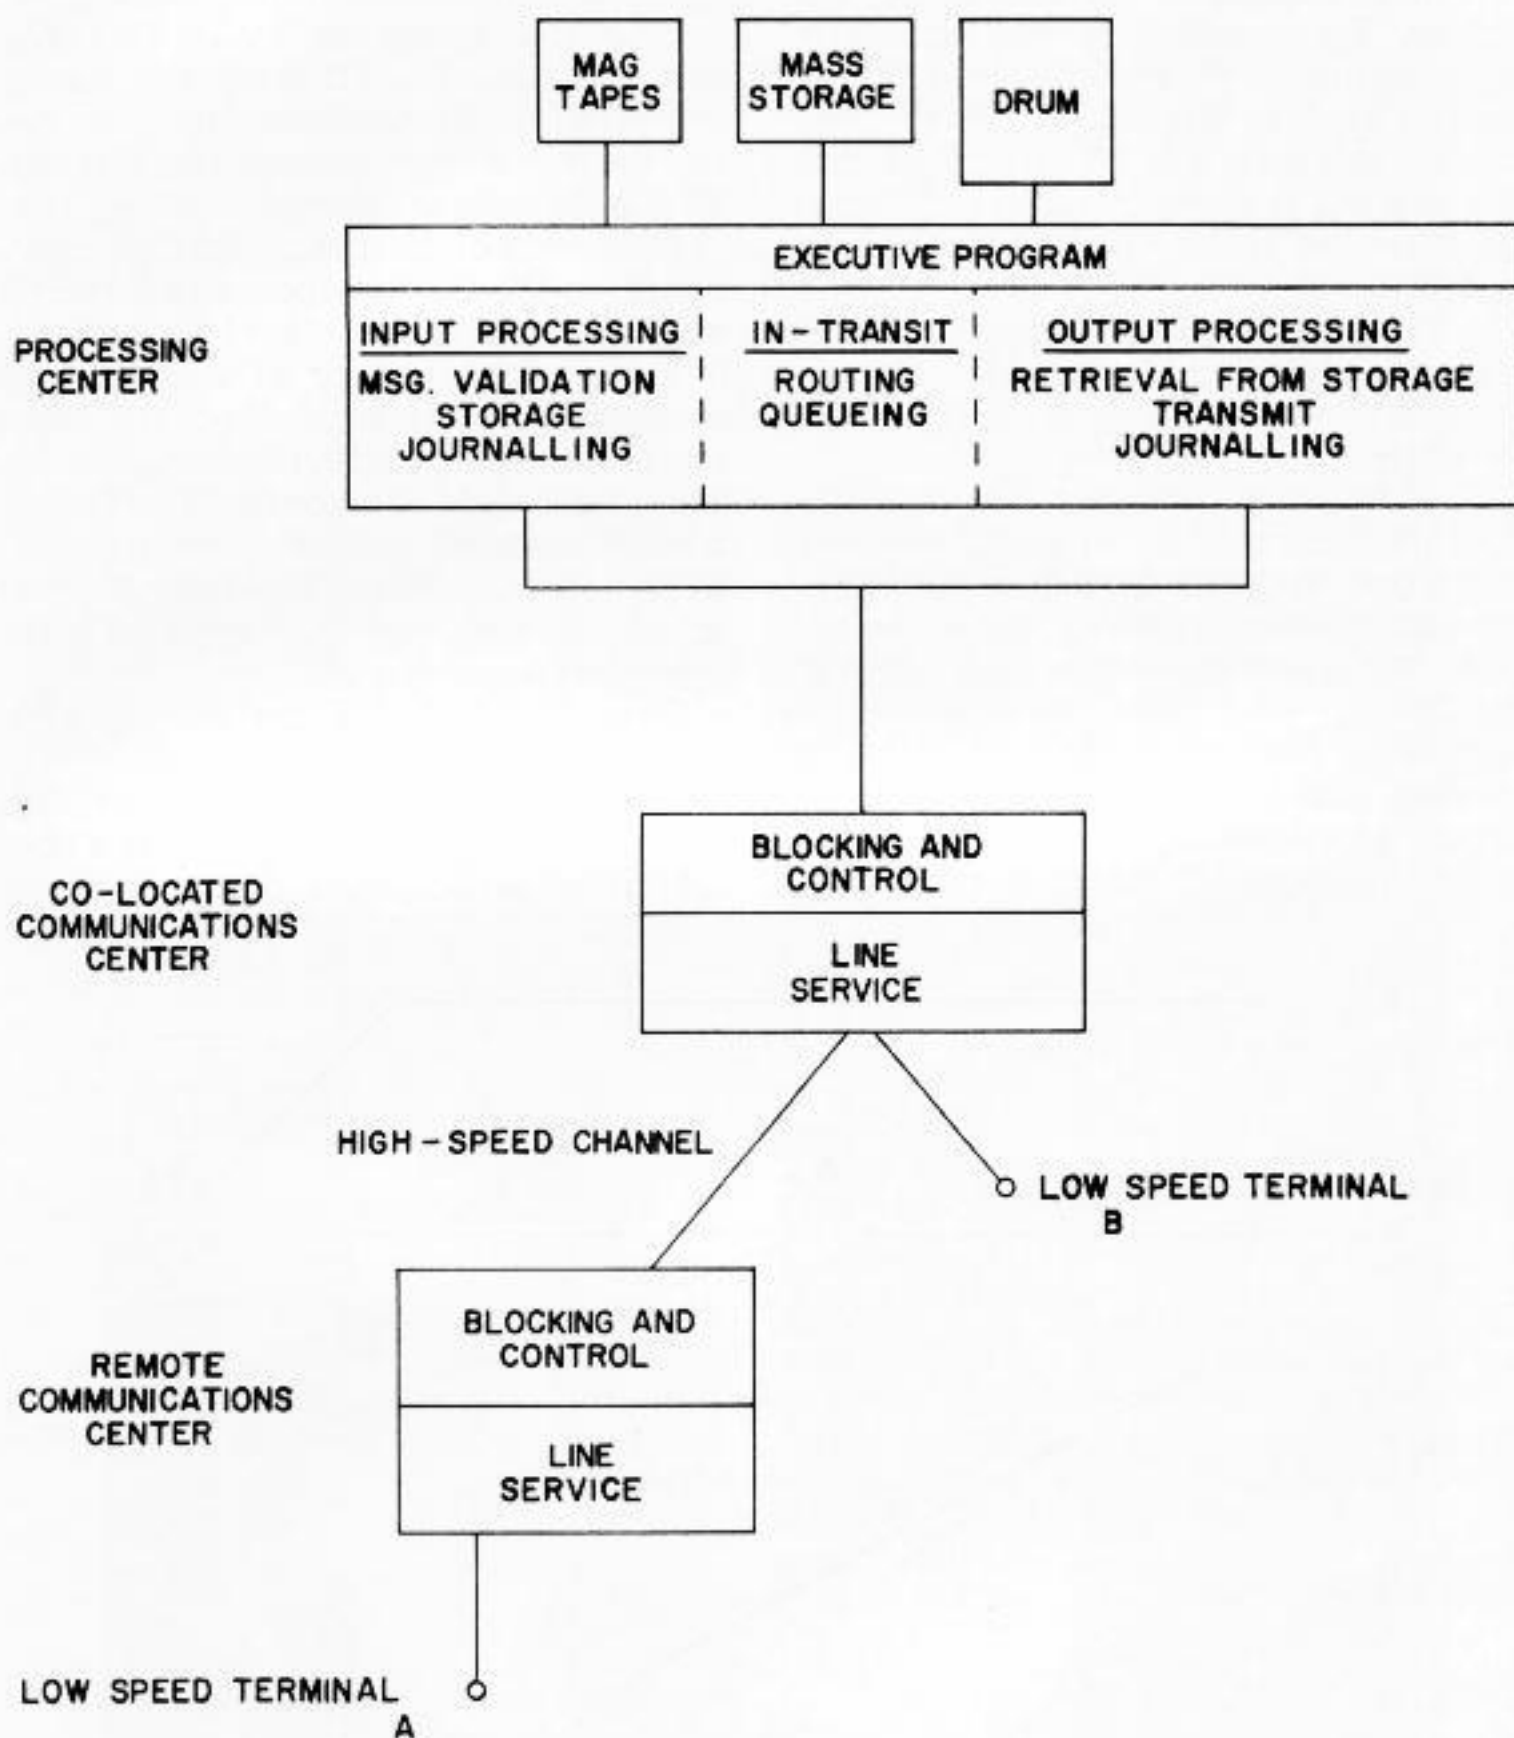 MAG
TAPES
MASS
STORAGE
DRUM
EXECUTIVE PROGRAM
PROCESSING
CENTER
INPUT PROCESSING
MSG. VALIDATION
STORAGE
JOURNALLING
IN-TRANSIT
ROUTING
QUEUEING
OUTPUT PROCESSING
RETRIEVAL FROM STORAGE
TRANSMIT
JOURNALLING
CO-LOCATED
COMMUNICATIONS
CENTER
BLOCKING AND
CONTROL
LINE
SERVICE
HIGH-SPEED CHANNEL
LOW SPEED TERMINAL
B
REMOTE
COMMUNICATIONS
CENTER
BLOCKING AND
CONTROL
LINE
SERVICE
LOW SPEED TERMINAL
A